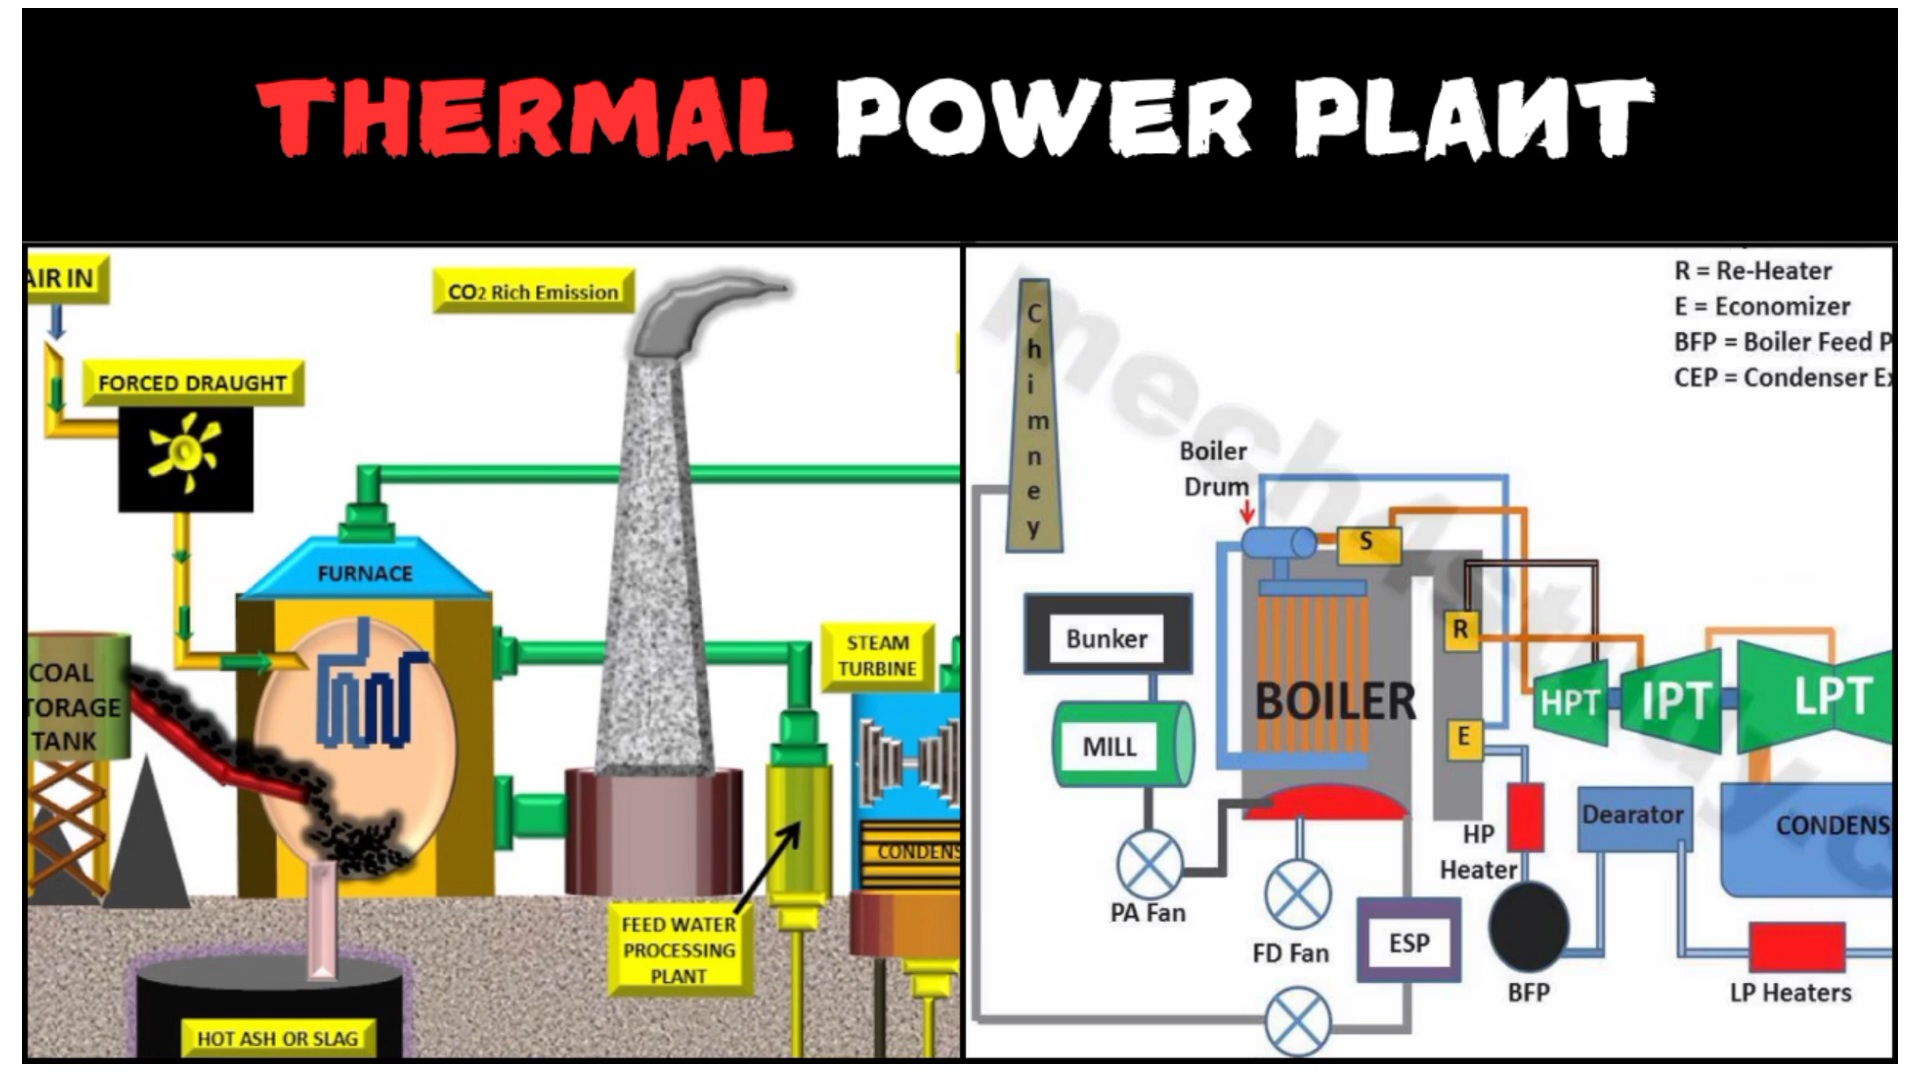 THERMAL POWER PLANT
AIR IN
CO2 Rich Emission
FORCED DRAUGHT
FURNACE
COAL
TORAGE
TANK
STEAM
TURBINE
CONDENS
FEED WATER
PROCESSING
PLANT
HOT ASH OR SLAG
R = Re-Heater
E = Economizer
BFP = Boiler Feed P
CEP = Condenser Ex
Chimney
Boiler
Drum
S
Bunker
R
BOILER
HPT
IPT
LPT
MILL
E
Dearator
CONDENS
HP
Heater
PA Fan
FD Fan
ESP
BFP
LP Heaters
mech4study.c